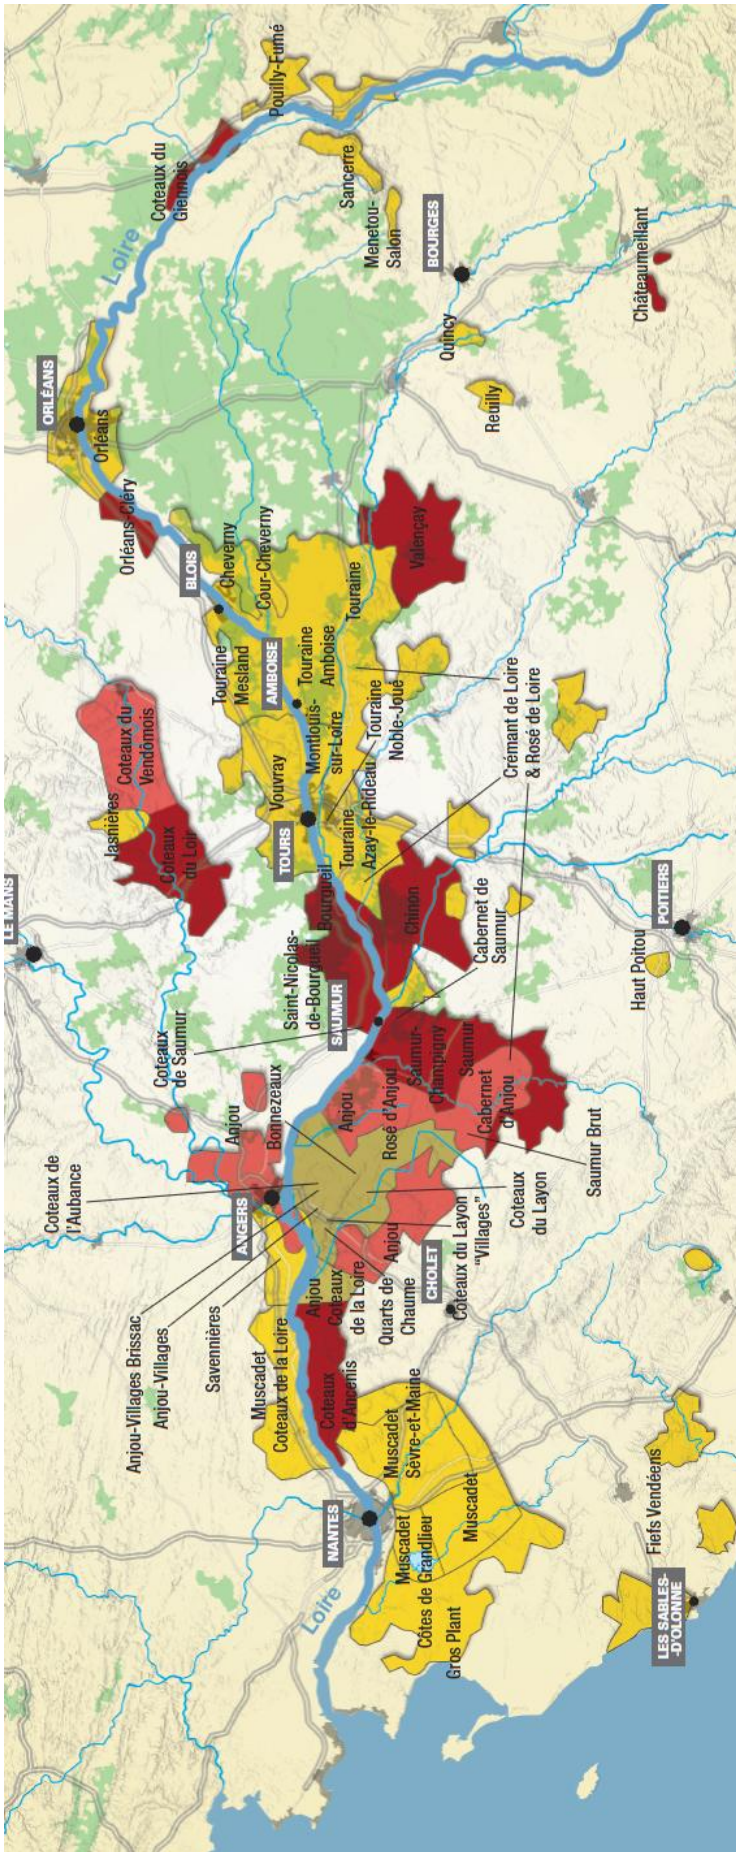 LE MANS
Jasnières
Coteaux du
Vendômois
Coteaux
du Loir
ORLÉANS
Orléans
Orléans-Cléry
Loire
Coteaux du
Giennois
Pouilly-Fumé
Sancerre
Menetou-
Salon
BOURGES
Quincy
Reuilly
Châteaumeillant
BLOIS
Cheverny
Cour-Cheverny
Touraine
Mesland
AMBOISE
Touraine
Amboise
Touraine
Valençay
Vouvray
Montlouis-
sur-Loire
TOURS
Touraine
Noble-Joué
Touraine
Azay-le-Rideau
Crémant de Loire
& Rosé de Loire
Bourgueil
Saint-Nicolas-
de-Bourgueil
Chinon
SAUMUR
Cabernet de
Saumur
Coteaux
de Saumur
Saumur-
Champigny
Saumur
Cabernet
d'Anjou
Saumur Brut
POITIERS
Haut Poitou
Coteaux de
l'Aubance
Anjou
Bonnezeaux
Anjou
Rosé d'Anjou
ANGERS
Coteaux
du Layon
Coteaux du Layon
"Villages"
Anjou
Quarts de
Chaume
CHOLET
Anjou
Coteaux
de la Loire
Anjou-Villages Brissac
Anjou-Villages
Savennières
Muscadet
Coteaux de la Loire
Coteaux
d'Ancenis
NANTES
Loire
Muscadet
Sèvre-et-Maine
Muscadet
Muscadet
Côtes de Grandlieu
Gros Plant
Fiefs Vendéens
LES SABLES-
-D'OLONNE